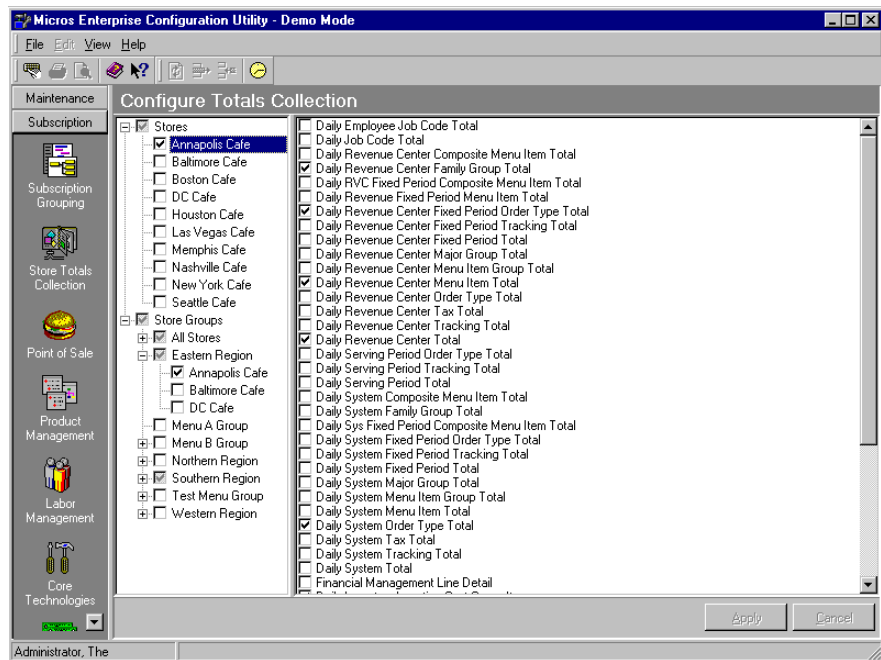 Micros Enterprise Configuration Utility - Demo Mode
File Edit View Help
Maintenance
Subscription
Subscription
Grouping
Store Totals
Collection
Point of Sale
Product
Management
Labor
Management
Core
Technologies
Configure Totals Collection
Stores
Annapolis Cafe
Baltimore Cafe
Boston Cafe
DC Cafe
Houston Cafe
Las Vegas Cafe
Memphis Cafe
Nashville Cafe
New York Cafe
Seattle Cafe
Store Groups
All Stores
Eastern Region
Annapolis Cafe
Baltimore Cafe
DC Cafe
Menu A Group
Menu B Group
Northern Region
Southern Region
Test Menu Group
Western Region
Daily Employee Job Code Total
Daily Job Code Total
Daily Revenue Center Composite Menu Item Total
Daily Revenue Center Family Group Total
Daily RVC Fixed Period Composite Menu Item Total
Daily Revenue Fixed Period Menu Item Total
Daily Revenue Center Fixed Period Order Type Total
Daily Revenue Center Fixed Period Tracking Total
Daily Revenue Center Fixed Period Total
Daily Revenue Center Major Group Total
Daily Revenue Center Menu Item Group Total
Daily Revenue Center Menu Item Total
Daily Revenue Center Order Type Total
Daily Revenue Center Tax Total
Daily Revenue Center Tracking Total
Daily Revenue Center Total
Daily Serving Period Order Type Total
Daily Serving Period Tracking Total
Daily Serving Period Total
Daily System Composite Menu Item Total
Daily System Family Group Total
Daily Sys Fixed Period Composite Menu Item Total
Daily System Fixed Period Order Type Total
Daily System Fixed Period Tracking Total
Daily System Fixed Period Total
Daily System Major Group Total
Daily System Menu Item Group Total
Daily System Menu Item Total
Daily System Order Type Total
Daily System Tax Total
Daily System Tracking Total
Daily System Total
Financial Management Line Detail
Apply Cancel
Administrator, The